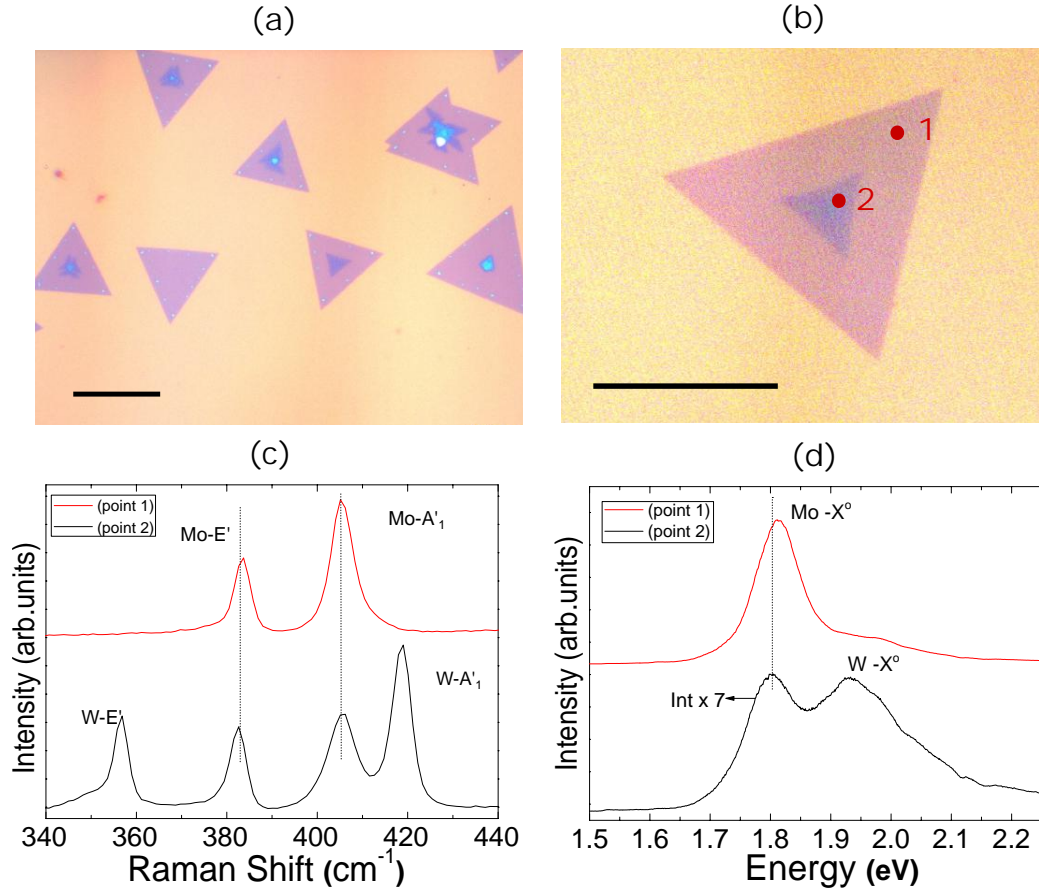 (a)
(b)
1
2
(c)
(point 1)
(point 2)
Mo-E'
Mo-A'₁
W-E'
W-A'₁
Intensity (arb.units)
340 360 380 400 420 440
Raman Shift (cm⁻¹)
(d)
(point 1)
(point 2)
Mo -Xº
W -Xº
Int x 7
Intensity (arb.units)
1.5 1.6 1.7 1.8 1.9 2.0 2.1 2.2
Energy (eV)